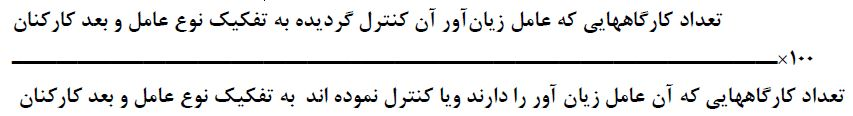 تعداد کارگاههایی که عامل زیان‌آور آن کنترل گردیده به تفکیک نوع عامل و بعد کارکنان
×۱۰۰
تعداد کارگاههایی که آن عامل زیان آور را دارند ویا کنترل نموده اند به تفکیک نوع عامل و بعد کارکنان